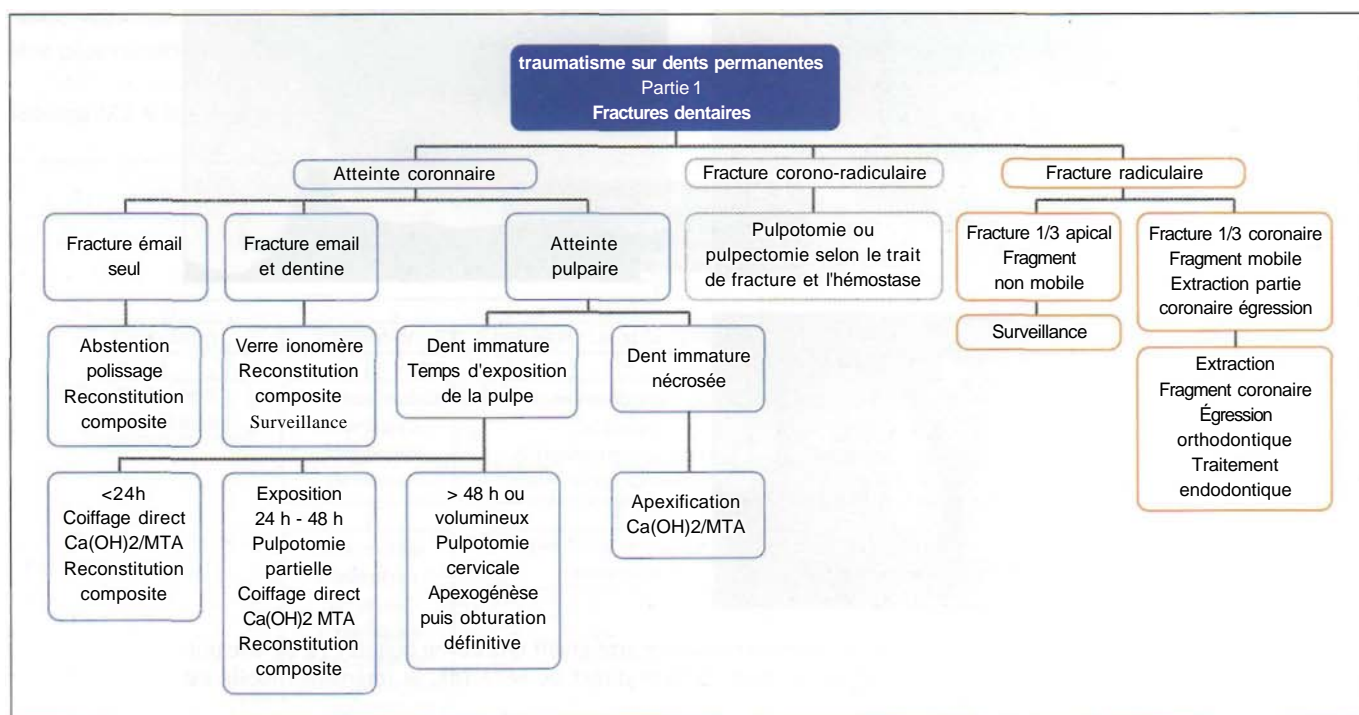 traumatisme sur dents permanentes
Partie 1
Fractures dentaires
Atteinte coronnaire
Fracture émail
seul
Abstention
polissage
Reconstitution
composite
Fracture email
et dentine
Verre ionomère
Reconstitution
composite
Surveillance
Atteinte
pulpaire
Dent immature
Temps d'exposition
de la pulpe
<24h
Coiffage direct
Ca(OH)2/MTA
Reconstitution
composite
Exposition
24 h - 48 h
Pulpotomie
partielle
Coiffage direct
Ca(OH)2 MTA
Reconstitution
composite
> 48 h ou
volumineux
Pulpotomie
cervicale
Apexogénèse
puis obturation
définitive
Dent immature
nécrosée
Apexification
Ca(OH)2/MTA
Fracture corono-radiculaire
Pulpotomie ou
pulpectomie selon le trait
de fracture et l'hémostase
Fracture radiculaire
Fracture 1/3 apical
Fragment
non mobile
Surveillance
Fracture 1/3 coronaire
Fragment mobile
Extraction partie
coronaire égression
Extraction
Fragment coronaire
Égression
orthodontique
Traitement
endodontique